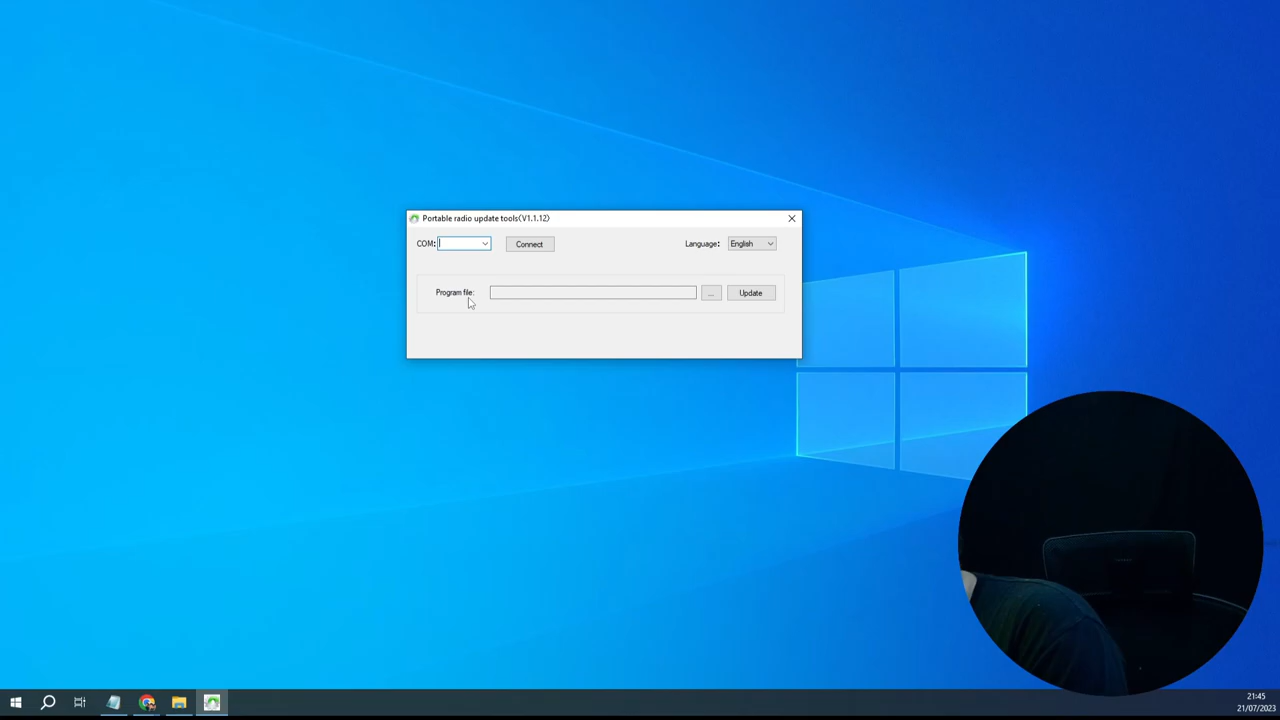 Portable radio update tools(V1.1.12)
COM:
Connect
Language:
English
Program file:
...
Update
21:45
21/07/2023